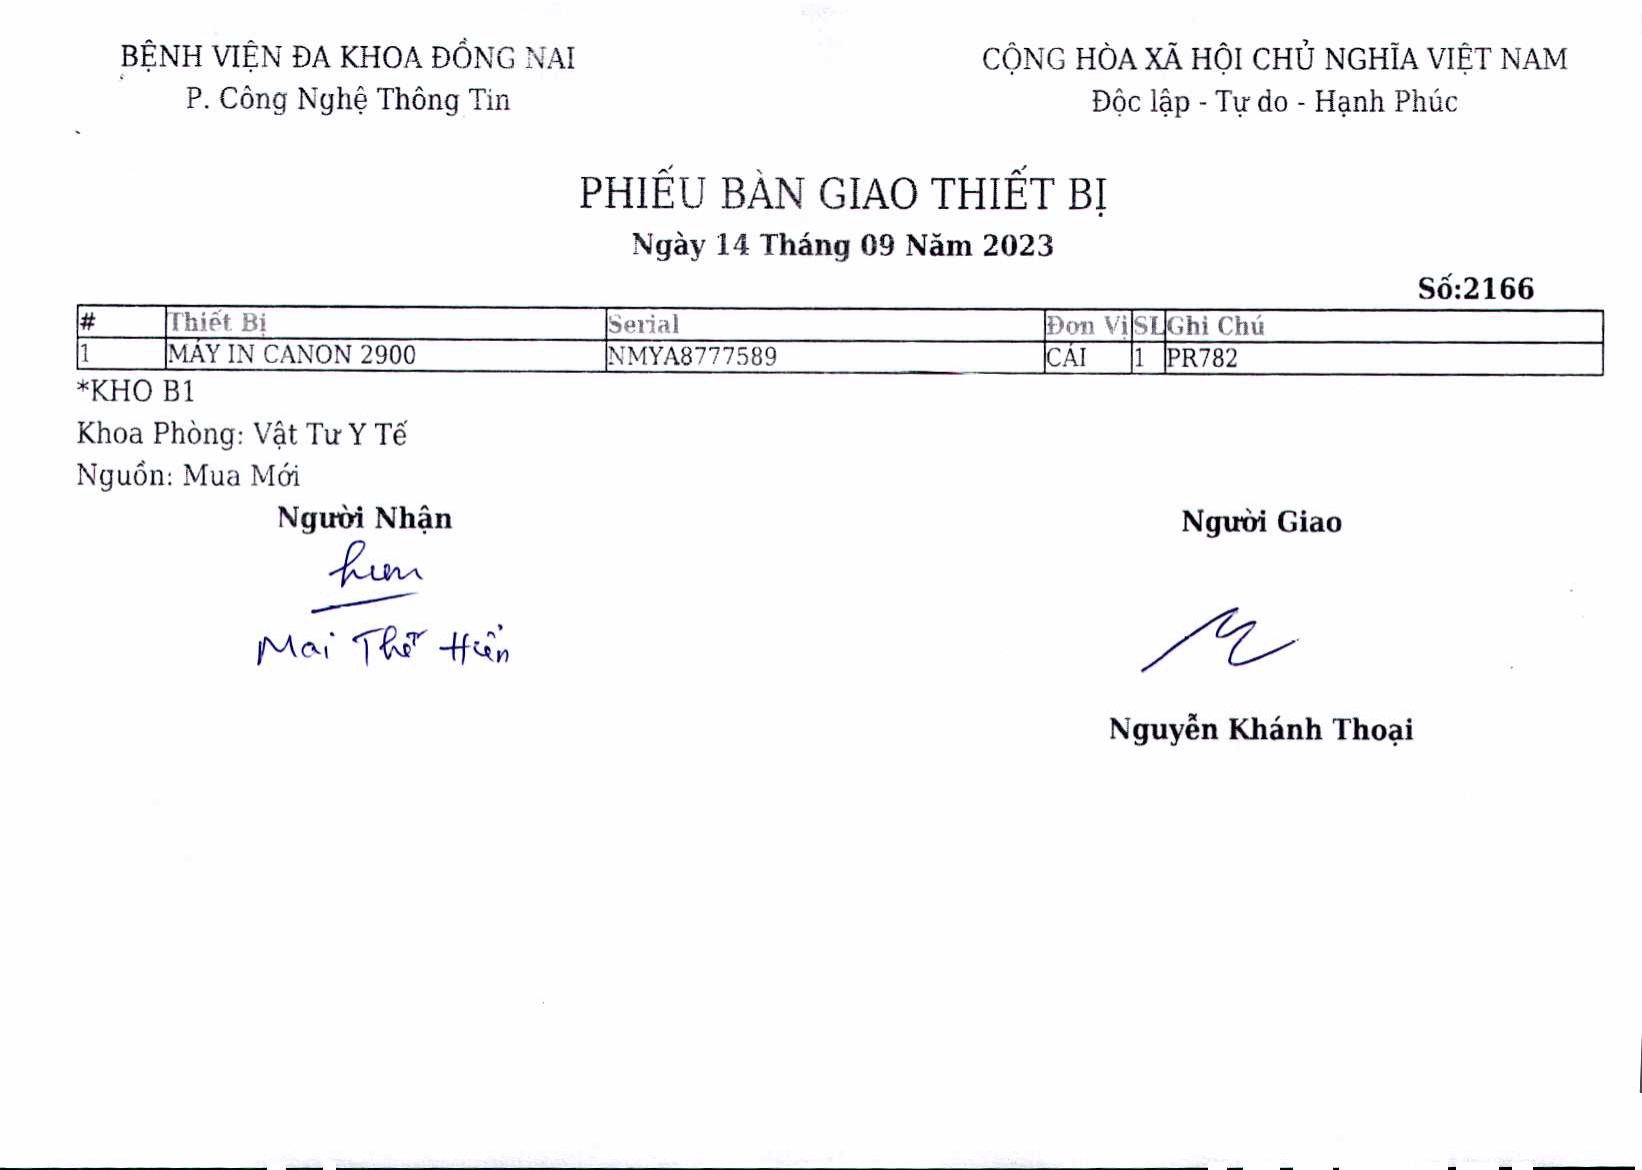 BỆNH VIỆN ĐA KHOA ĐỒNG NAI
P. Công Nghệ Thông Tin
CỘNG HÒA XÃ HỘI CHỦ NGHĨA VIỆT NAM
Độc lập - Tự do - Hạnh Phúc
PHIẾU BÀN GIAO THIẾT BỊ
Ngày 14 Tháng 09 Năm 2023
Số:2166
# Thiết Bị Serial Đơn Vị SL Ghi Chú
1 MÁY IN CANON 2900 NMYA8777589 CÁI 1 PR782
*KHO B1
Khoa Phòng: Vật Tư Y Tế
Nguồn: Mua Mới
Người Nhận
Người Giao
Mai Thế Hiển
Nguyễn Khánh Thoại